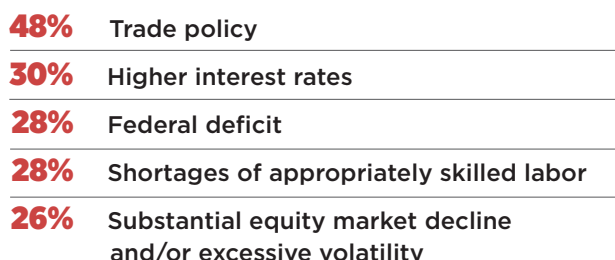 48% Trade policy
30% Higher interest rates
28% Federal deficit
28% Shortages of appropriately skilled labor
26% Substantial equity market decline
and/or excessive volatility